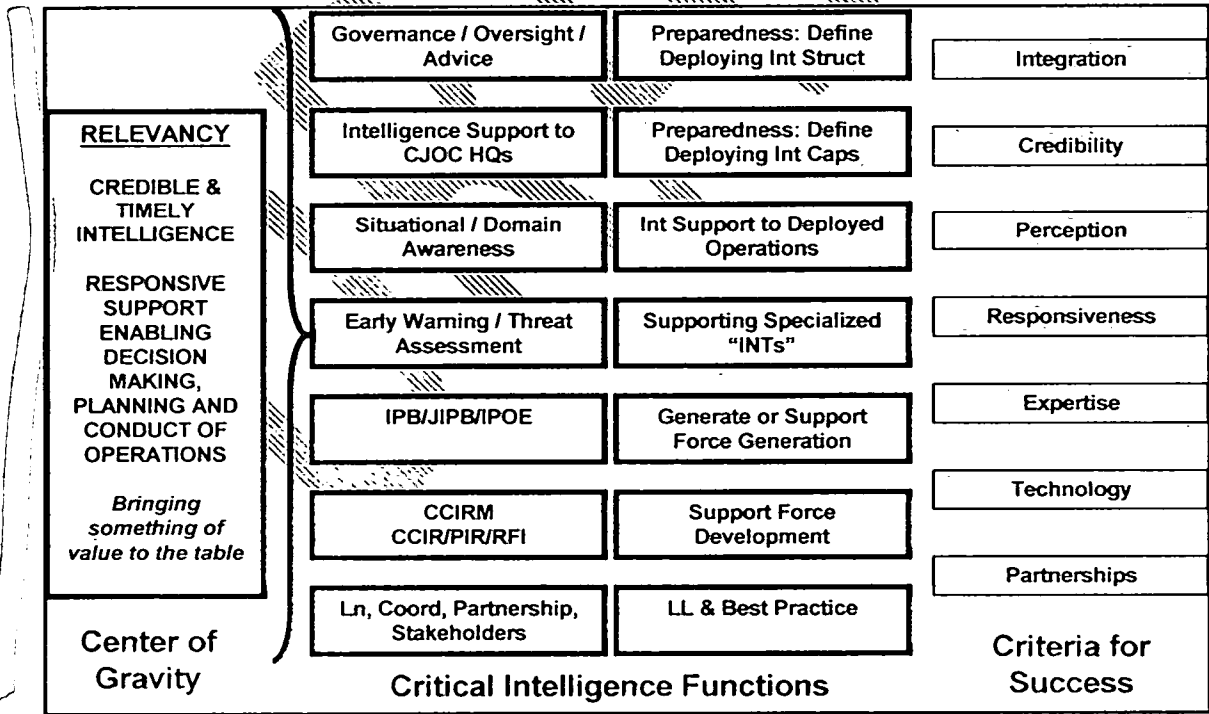 RELEVANCY
CREDIBLE &
TIMELY
INTELLIGENCE
RESPONSIVE
SUPPORT
ENABLING
DECISION
MAKING,
PLANNING AND
CONDUCT OF
OPERATIONS
Bringing
something of
value to the table
Center of
Gravity
Governance / Oversight /
Advice
Intelligence Support to
CJOC HQs
Situational / Domain
Awareness
Early Warning / Threat
Assessment
IPB/JIPB/IPOE
CCIRM
CCIR/PIR/RFI
Ln, Coord, Partnership,
Stakeholders
Preparedness: Define
Deploying Int Struct
Preparedness: Define
Deploying Int Caps
Int Support to Deployed
Operations
Supporting Specialized
“INTs”
Generate or Support
Force Generation
Support Force
Development
LL & Best Practice
Critical Intelligence Functions
Integration
Credibility
Perception
Responsiveness
Expertise
Technology
Partnerships
Criteria for
Success